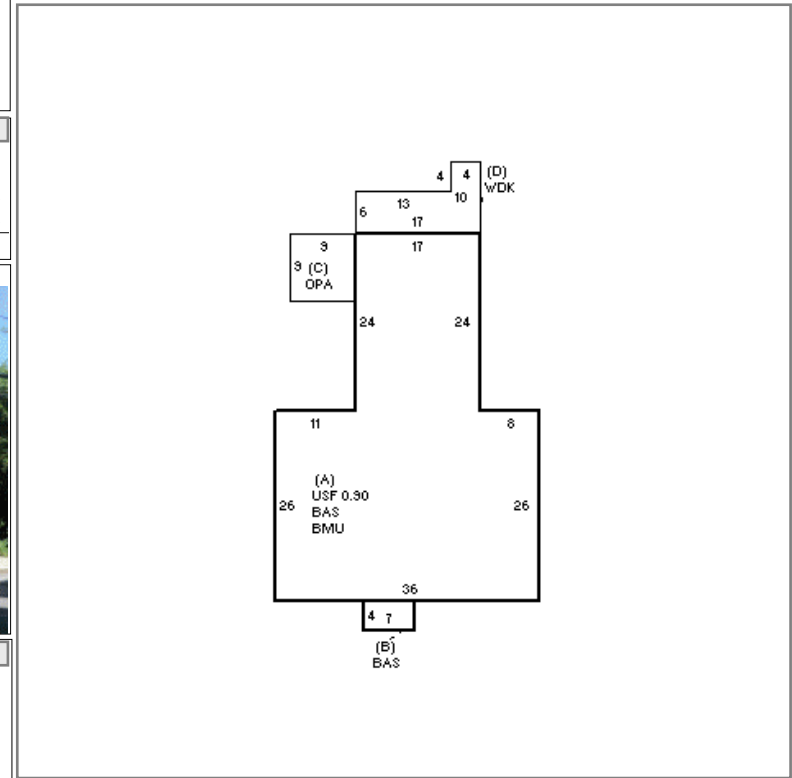 4 4 (D)
WDK
13 10
6
17
9 17
9 (C)
OPA
24 24
11 8
(A)
USF 0.90
26 BAS 26
BMU
36
4 7
(B)
BAS